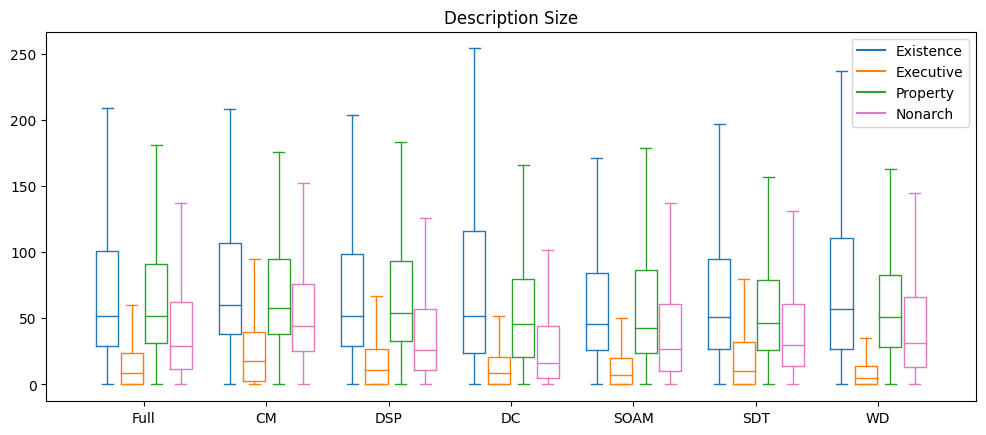 Description Size
250
200
150
100
50
0
Existence
Executive
Property
Nonarch
Full CM DSP DC SOAM SDT WD